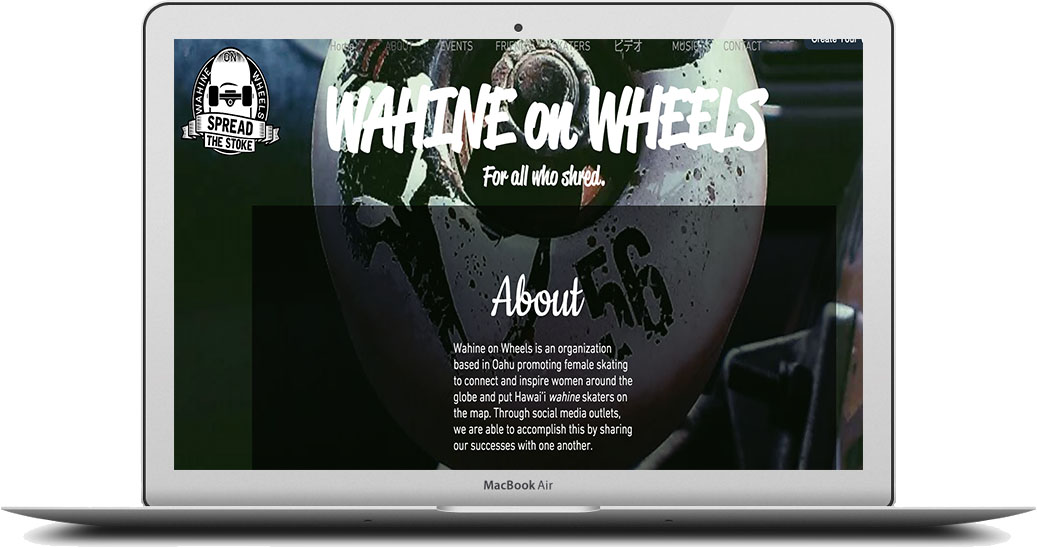 Home ABOUT EVENTS FRIENDS SKATERS ビデオ MUSIC CONTACT
Create Your
WAHINE ON WHEELS
SPREAD
THE STOKE
WAHINE on WHEELS
For all who shred.
56
About
Wahine on Wheels is an organization
based in Oahu promoting female skating
to connect and inspire women around the
globe and put Hawai'i wahine skaters on
the map. Through social media outlets,
we are able to accomplish this by sharing
our successes with one another.
MacBook Air